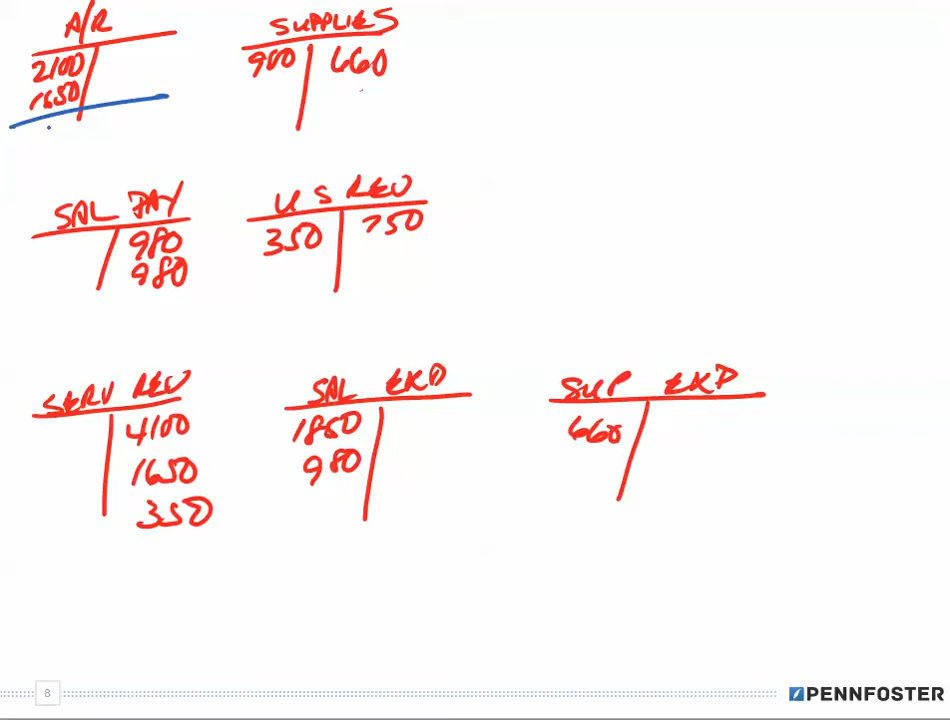 A/R
2100
1650
SUPPLIES
900 660
SAL PAY
980
980
U S REV
350 750
SERV REV
4100
1650
350
SAL EXP
1850
980
SUP EXP
660
8
PENNFOSTER